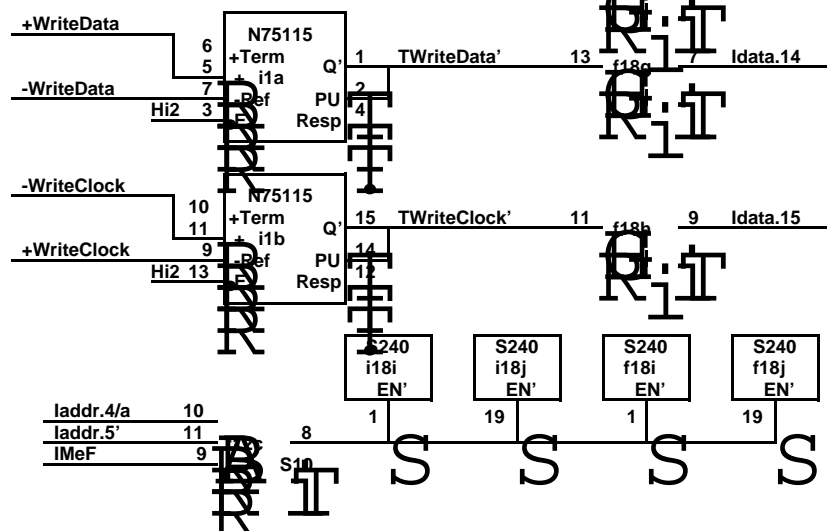 +WriteData
N75115
6 +Term
5 + i1a Q' 1 TWriteData' 13 f18g 7 Idata.14
-WriteData 7 -Ref PU 2
Hi2 3 E Resp 4
-WriteClock
N75115
10 +Term
11 + i1b Q' 15 TWriteClock' 11 f18h 9 Idata.15
+WriteClock 9 -Ref PU 14
Hi2 13 E Resp 12
S240 S240 S240 S240
i18i i18j f18i f18j
EN' EN' EN' EN'
1 19 1 19
Iaddr.4/a 10
Iaddr.5' 11 8
IMeF 9 S10
S S S S